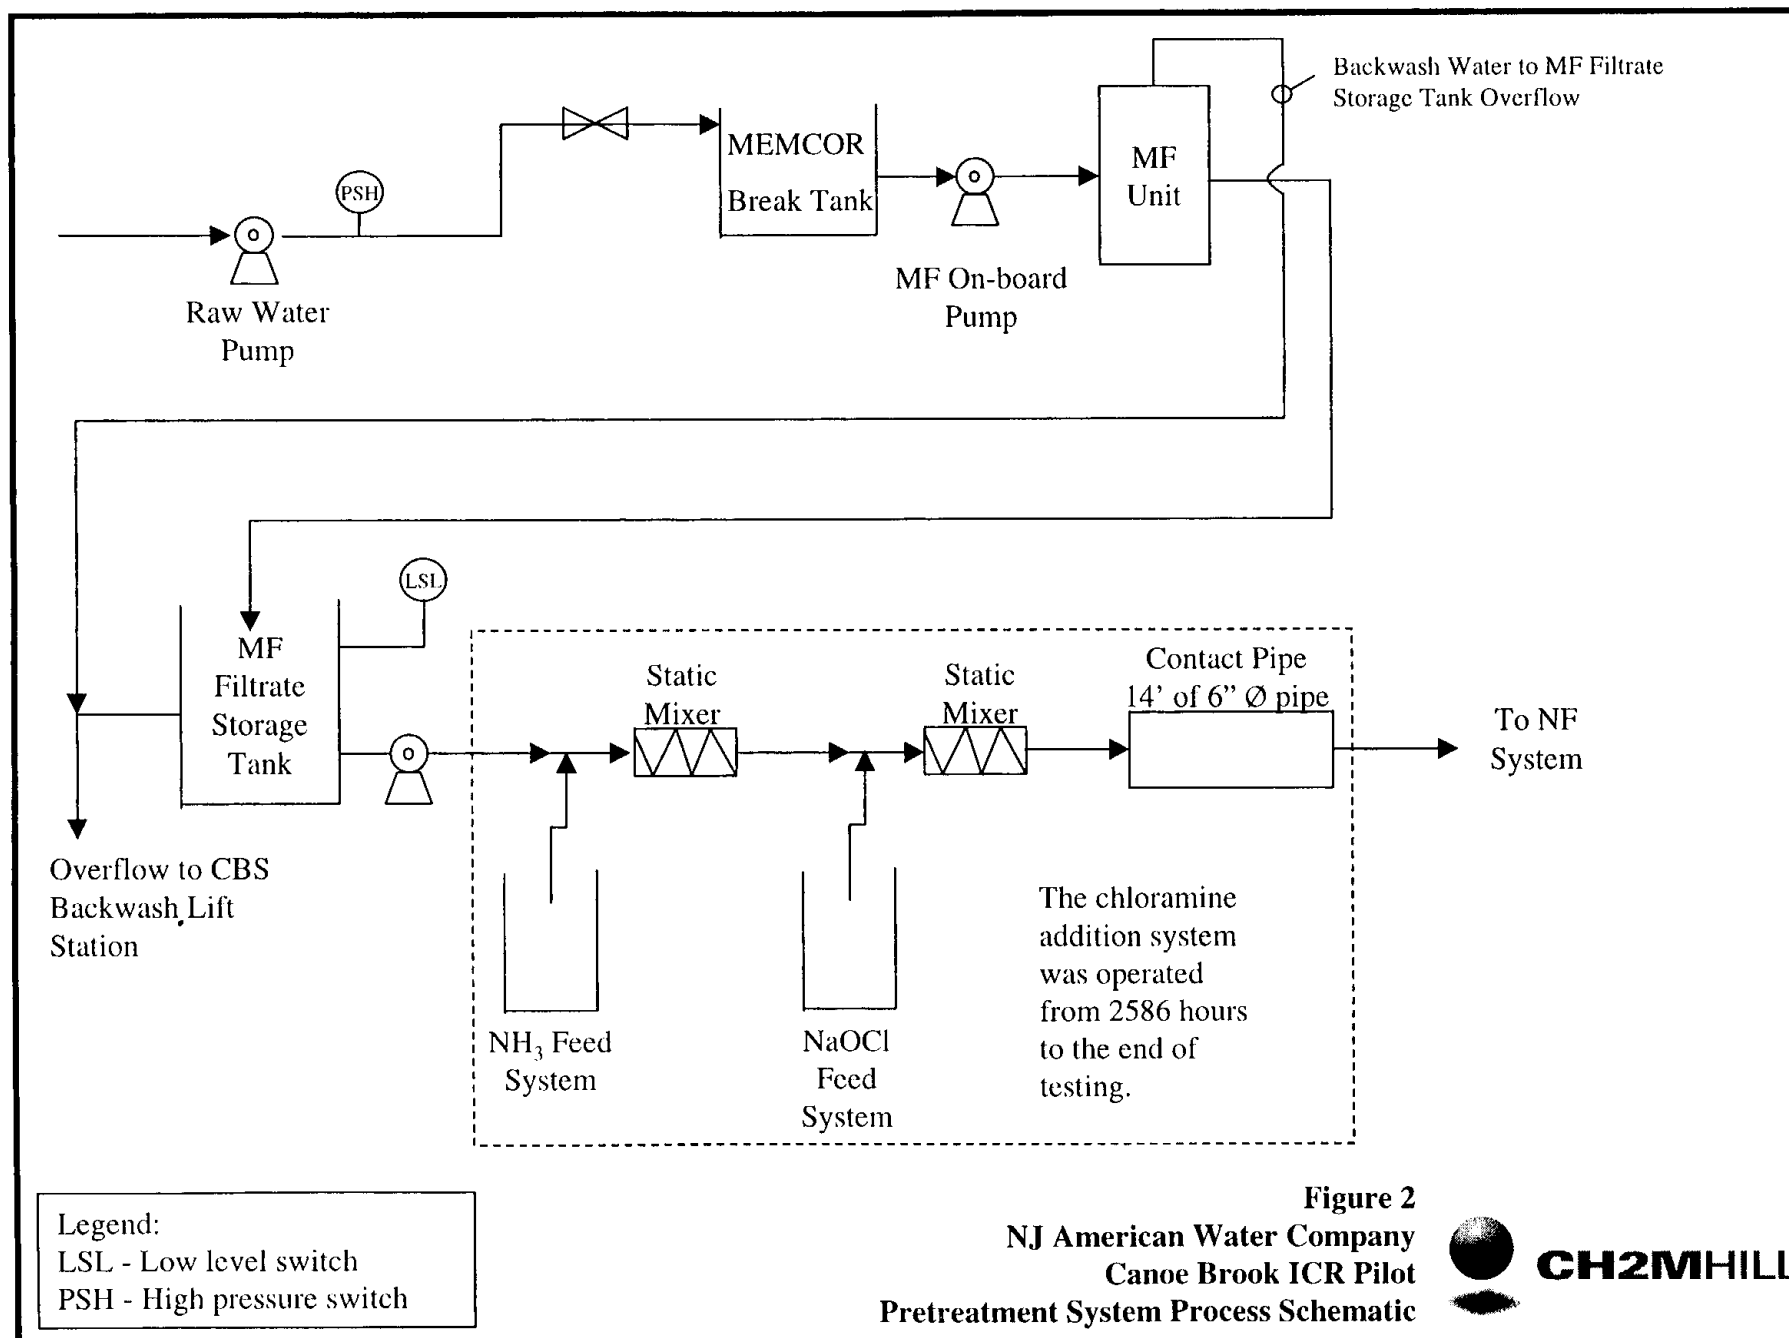 Backwash Water to MF Filtrate
Storage Tank Overflow
MEMCOR
Break Tank
MF
Unit
PSH
MF On-board
Pump
Raw Water
Pump
LSL
MF
Filtrate
Storage
Tank
Static
Mixer
Static
Mixer
Contact Pipe
14' of 6" Ø pipe
To NF
System
Overflow to CBS
Backwash Lift
Station
The chloramine
addition system
was operated
from 2586 hours
to the end of
testing.
NH₃ Feed
System
NaOCl
Feed
System
Legend:
LSL - Low level switch
PSH - High pressure switch
Figure 2
NJ American Water Company
Canoe Brook ICR Pilot
Pretreatment System Process Schematic
CH2MHILL